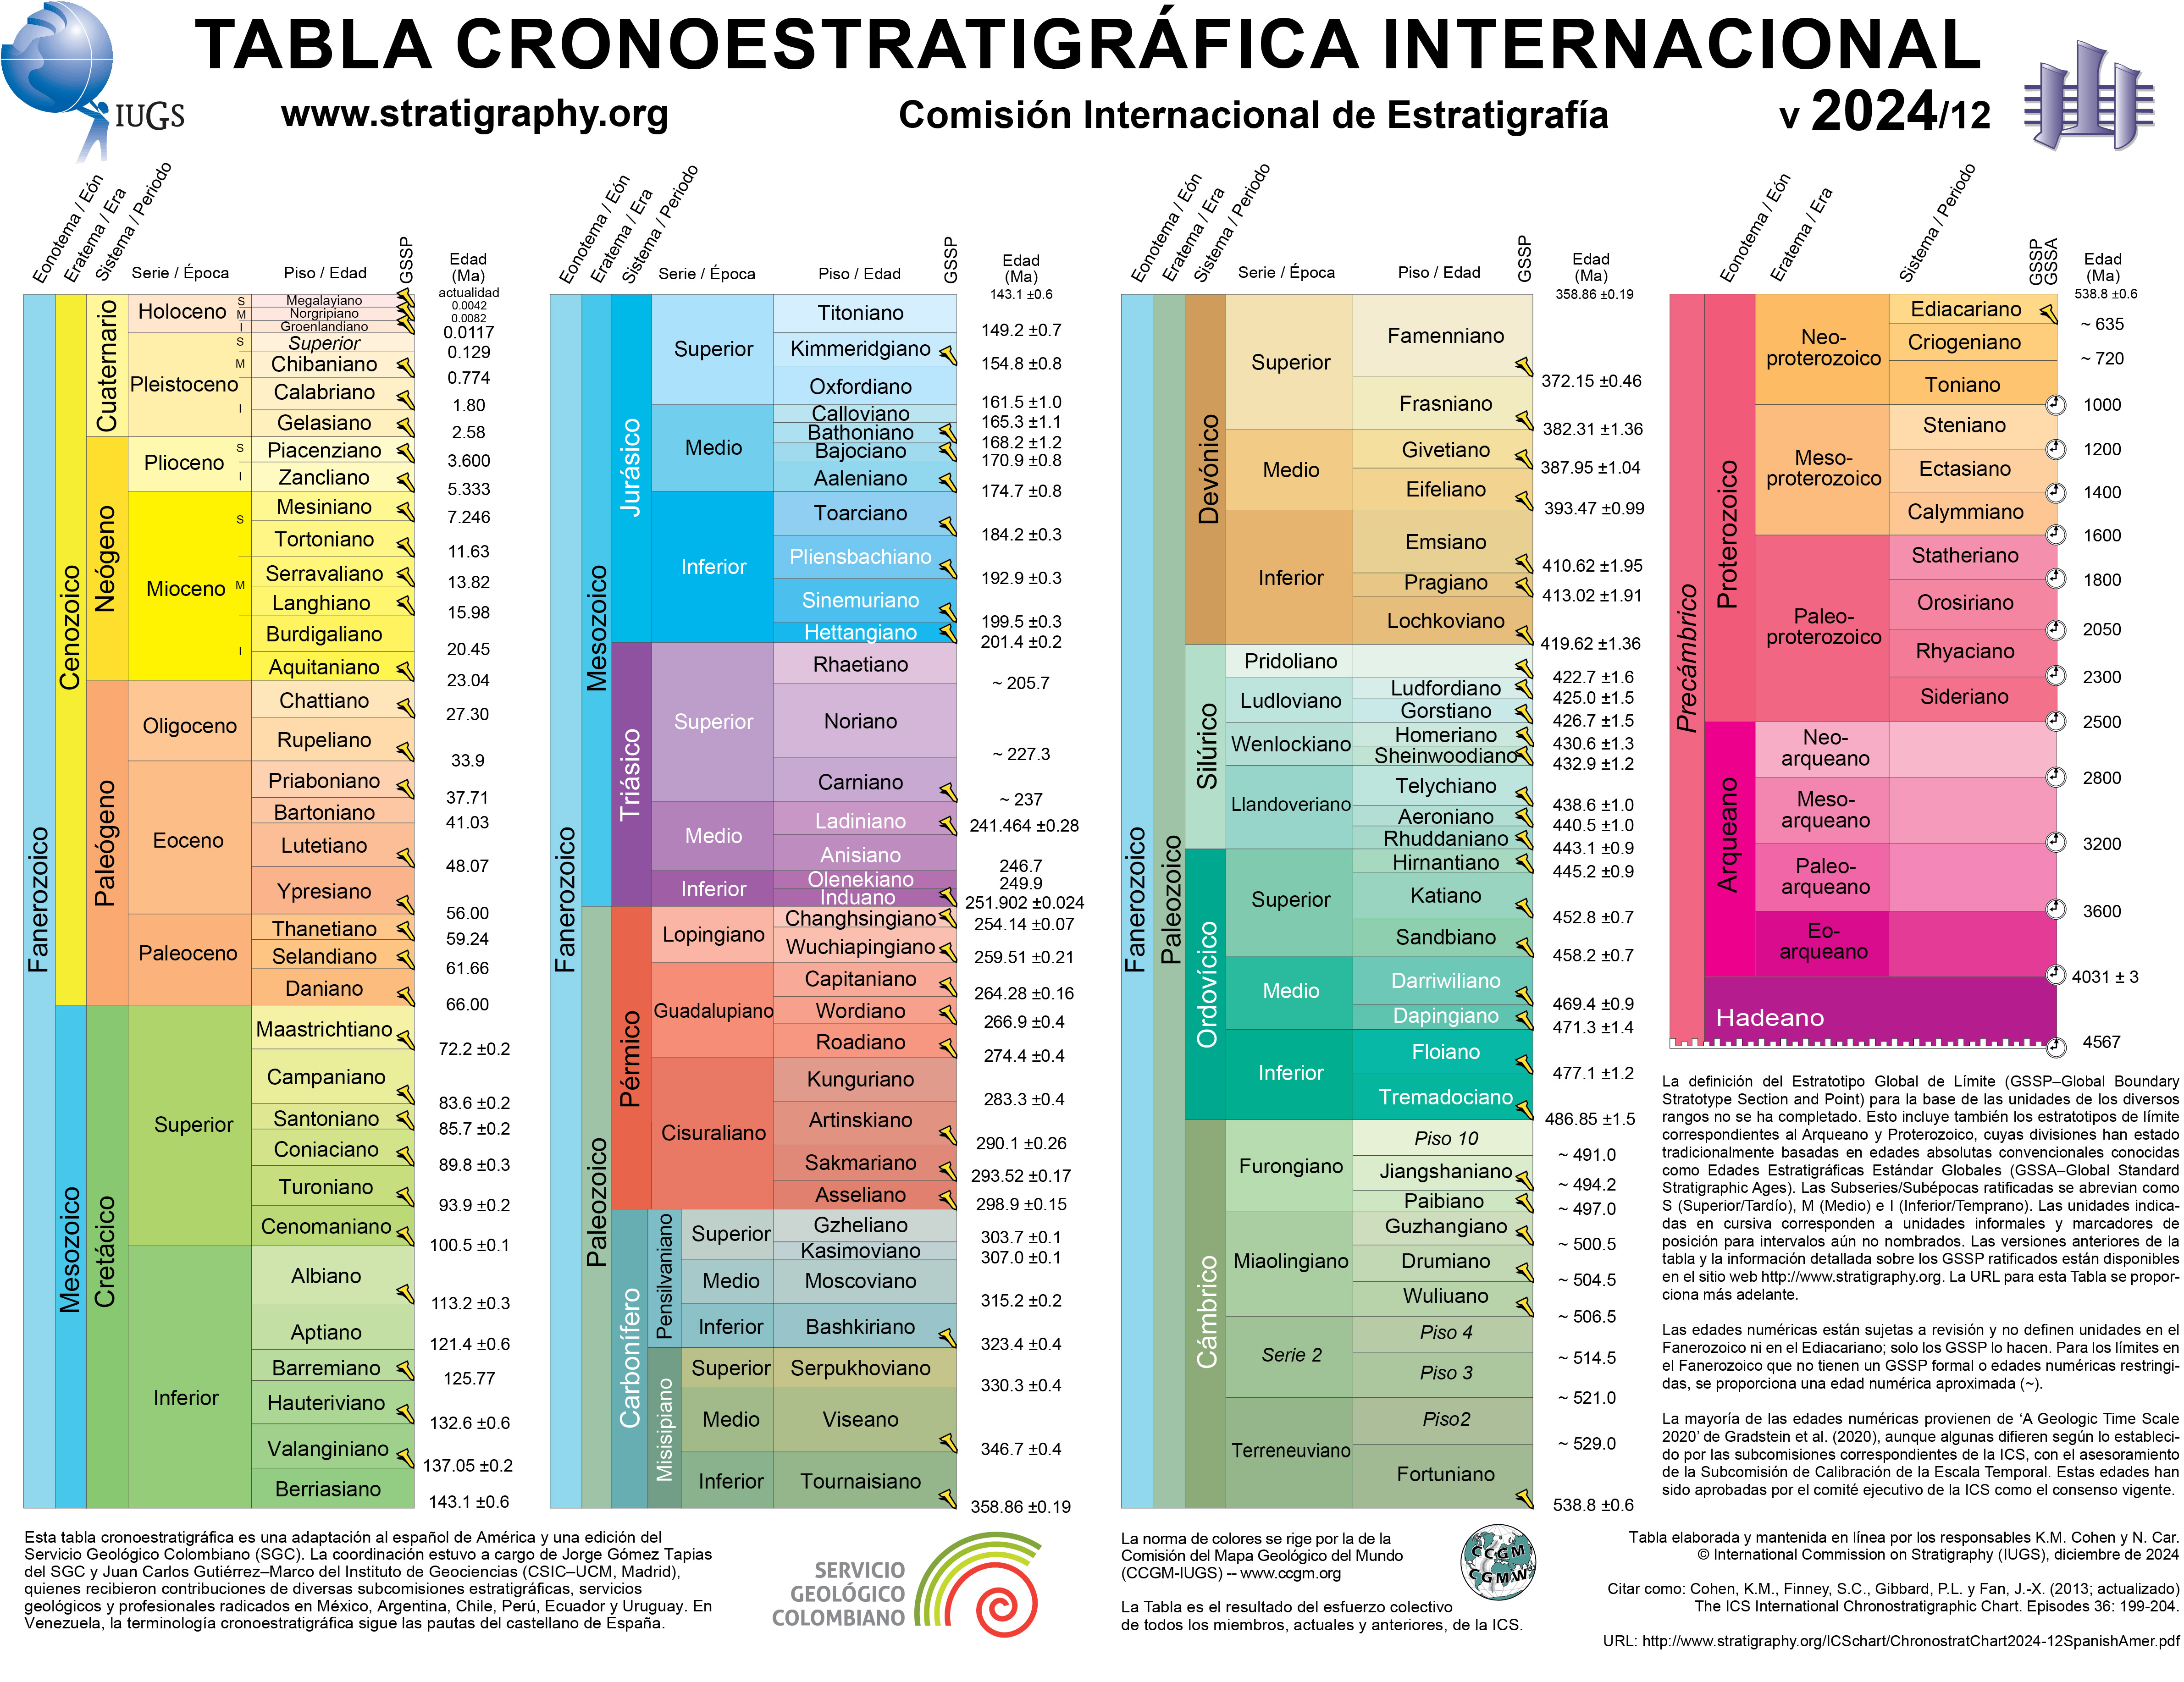 TABLA CRONOESTRATIGRÁFICA INTERNACIONAL
IUGS
www.stratigraphy.org
Comisión Internacional de Estratigrafía
v 2024/12
Eonotema / Eón
Eratema / Era
Sistema / Periodo
Serie / Época
Piso / Edad
GSSP
Edad (Ma)
Fanerozoico
Cenozoico
Cuaternario
Holoceno
S
M
I
Megalayiano
Norgripiano
Groenlandiano
actualidad
0.0042
0.0082
0.0117
Pleistoceno
S
M
I
Superior
0.129
Chibaniano
0.774
Calabriano
1.80
Gelasiano
2.58
Neógeno
Plioceno
S
I
Piacenziano
3.600
Zancliano
5.333
Mioceno
S
M
I
Mesiniano
7.246
Tortoniano
11.63
Serravaliano
13.82
Langhiano
15.98
Burdigaliano
20.45
Aquitaniano
23.04
Paleógeno
Oligoceno
Chattiano
27.30
Rupeliano
33.9
Eoceno
Priaboniano
37.71
Bartoniano
41.03
Lutetiano
48.07
Ypresiano
56.00
Paleoceno
Thanetiano
59.24
Selandiano
61.66
Daniano
66.00
Mesozoico
Cretácico
Superior
Maastrichtiano
72.2 ±0.2
Campaniano
83.6 ±0.2
Santoniano
85.7 ±0.2
Coniaciano
89.8 ±0.3
Turoniano
93.9 ±0.2
Cenomaniano
100.5 ±0.1
Inferior
Albiano
113.2 ±0.3
Aptiano
121.4 ±0.6
Barremiano
125.77
Hauteriviano
132.6 ±0.6
Valanginiano
137.05 ±0.2
Berriasiano
143.1 ±0.6
Eonotema / Eón
Eratema / Era
Sistema / Periodo
Serie / Época
Piso / Edad
GSSP
Edad (Ma)
143.1 ±0.6
Fanerozoico
Mesozoico
Jurásico
Superior
Titoniano
149.2 ±0.7
Kimmeridgiano
154.8 ±0.8
Oxfordiano
161.5 ±1.0
Medio
Calloviano
165.3 ±1.1
Bathoniano
168.2 ±1.2
Bajociano
170.9 ±0.8
Aaleniano
174.7 ±0.8
Inferior
Toarciano
184.2 ±0.3
Pliensbachiano
192.9 ±0.3
Sinemuriano
199.5 ±0.3
Hettangiano
201.4 ±0.2
Triásico
Superior
Rhaetiano
~ 205.7
Noriano
~ 227.3
Carniano
~ 237
Medio
Ladiniano
241.464 ±0.28
Anisiano
246.7
Inferior
Olenekiano
249.9
Induano
251.902 ±0.024
Paleozoico
Pérmico
Lopingiano
Changhsingiano
254.14 ±0.07
Wuchiapingiano
259.51 ±0.21
Guadalupiano
Capitaniano
264.28 ±0.16
Wordiano
266.9 ±0.4
Roadiano
274.4 ±0.4
Cisuraliano
Kunguriano
283.3 ±0.4
Artinskiano
290.1 ±0.26
Sakmariano
293.52 ±0.17
Asseliano
298.9 ±0.15
Carbonífero
Pensilvaniano
Superior
Gzheliano
303.7 ±0.1
Kasimoviano
307.0 ±0.1
Medio
Moscoviano
315.2 ±0.2
Inferior
Bashkiriano
323.4 ±0.4
Misisipiano
Superior
Serpukhoviano
330.3 ±0.4
Medio
Viseano
346.7 ±0.4
Inferior
Tournaisiano
358.86 ±0.19
Eonotema / Eón
Eratema / Era
Sistema / Periodo
Serie / Época
Piso / Edad
GSSP
Edad (Ma)
358.86 ±0.19
Fanerozoico
Paleozoico
Devónico
Superior
Famenniano
372.15 ±0.46
Frasniano
382.31 ±1.36
Medio
Givetiano
387.95 ±1.04
Eifeliano
393.47 ±0.99
Inferior
Emsiano
410.62 ±1.95
Pragiano
413.02 ±1.91
Lochkoviano
419.62 ±1.36
Silúrico
Pridoliano
422.7 ±1.6
Ludloviano
Ludfordiano
425.0 ±1.5
Gorstiano
426.7 ±1.5
Wenlockiano
Homeriano
430.6 ±1.3
Sheinwoodiano
432.9 ±1.2
Llandoveriano
Telychiano
438.6 ±1.0
Aeroniano
440.5 ±1.0
Rhuddaniano
443.1 ±0.9
Ordovícico
Superior
Hirnantiano
445.2 ±0.9
Katiano
452.8 ±0.7
Sandbiano
458.2 ±0.7
Medio
Darriwiliano
469.4 ±0.9
Dapingiano
471.3 ±1.4
Inferior
Floiano
477.1 ±1.2
Tremadociano
486.85 ±1.5
Cámbrico
Furongiano
Piso 10
~ 491.0
Jiangshaniano
~ 494.2
Paibiano
~ 497.0
Miaolingiano
Guzhangiano
~ 500.5
Drumiano
~ 504.5
Wuliuano
~ 506.5
Serie 2
Piso 4
~ 514.5
Piso 3
~ 521.0
Terreneuviano
Piso2
~ 529.0
Fortuniano
538.8 ±0.6
Eonotema / Eón
Eratema / Era
Sistema / Periodo
GSSP
GSSA
Edad (Ma)
538.8 ±0.6
Precámbrico
Proterozoico
Neo-
proterozoico
Ediacariano
~ 635
Criogeniano
~ 720
Toniano
1000
Meso-
proterozoico
Steniano
1200
Ectasiano
1400
Calymmiano
1600
Paleo-
proterozoico
Statheriano
1800
Orosiriano
2050
Rhyaciano
2300
Sideriano
2500
Arqueano
Neo-
arqueano
2800
Meso-
arqueano
3200
Paleo-
arqueano
3600
Eo-
arqueano
4031 ± 3
Hadeano
4567
La definición del Estratotipo Global de Límite (GSSP–Global Boundary
Stratotype Section and Point) para la base de las unidades de los diversos
rangos no se ha completado. Esto incluye también los estratotipos de límite
correspondientes al Arqueano y Proterozoico, cuyas divisiones han estado
tradicionalmente basadas en edades absolutas convencionales conocidas
como Edades Estratigráficas Estándar Globales (GSSA–Global Standard
Stratigraphic Ages). Las Subseries/Subépocas ratificadas se abrevian como
S (Superior/Tardío), M (Medio) e I (Inferior/Temprano). Las unidades indica-
das en cursiva corresponden a unidades informales y marcadores de
posición para intervalos aún no nombrados. Las versiones anteriores de la
tabla y la información detallada sobre los GSSP ratificados están disponibles
en el sitio web http://www.stratigraphy.org. La URL para esta Tabla se propor-
ciona más adelante.
Las edades numéricas están sujetas a revisión y no definen unidades en el
Fanerozoico ni en el Ediacariano; solo los GSSP lo hacen. Para los límites en
el Fanerozoico que no tienen un GSSP formal o edades numéricas restringi-
das, se proporciona una edad numérica aproximada (~).
La mayoría de las edades numéricas provienen de ‘A Geologic Time Scale
2020’ de Gradstein et al. (2020), aunque algunas difieren según lo estableci-
do por las subcomisiones correspondientes de la ICS, con el asesoramiento
de la Subcomisión de Calibración de la Escala Temporal. Estas edades han
sido aprobadas por el comité ejecutivo de la ICS como el consenso vigente.
Esta tabla cronoestratigráfica es una adaptación al español de América y una edición del
Servicio Geológico Colombiano (SGC). La coordinación estuvo a cargo de Jorge Gómez Tapias
del SGC y Juan Carlos Gutiérrez–Marco del Instituto de Geociencias (CSIC–UCM, Madrid),
quienes recibieron contribuciones de diversas subcomisiones estratigráficas, servicios
geológicos y profesionales radicados en México, Argentina, Chile, Perú, Ecuador y Uruguay. En
Venezuela, la terminología cronoestratigráfica sigue las pautas del castellano de España.
SERVICIO
GEOLÓGICO
COLOMBIANO
La norma de colores se rige por la de la
Comisión del Mapa Geológico del Mundo
(CCGM-IUGS) -- www.ccgm.org
CCGM
CGMW
La Tabla es el resultado del esfuerzo colectivo
de todos los miembros, actuales y anteriores, de la ICS.
Tabla elaborada y mantenida en línea por los responsables K.M. Cohen y N. Car.
© International Commission on Stratigraphy (IUGS), diciembre de 2024
Citar como: Cohen, K.M., Finney, S.C., Gibbard, P.L. y Fan, J.-X. (2013; actualizado)
The ICS International Chronostratigraphic Chart. Episodes 36: 199-204.
URL: http://www.stratigraphy.org/ICSchart/ChronostratChart2024-12SpanishAmer.pdf